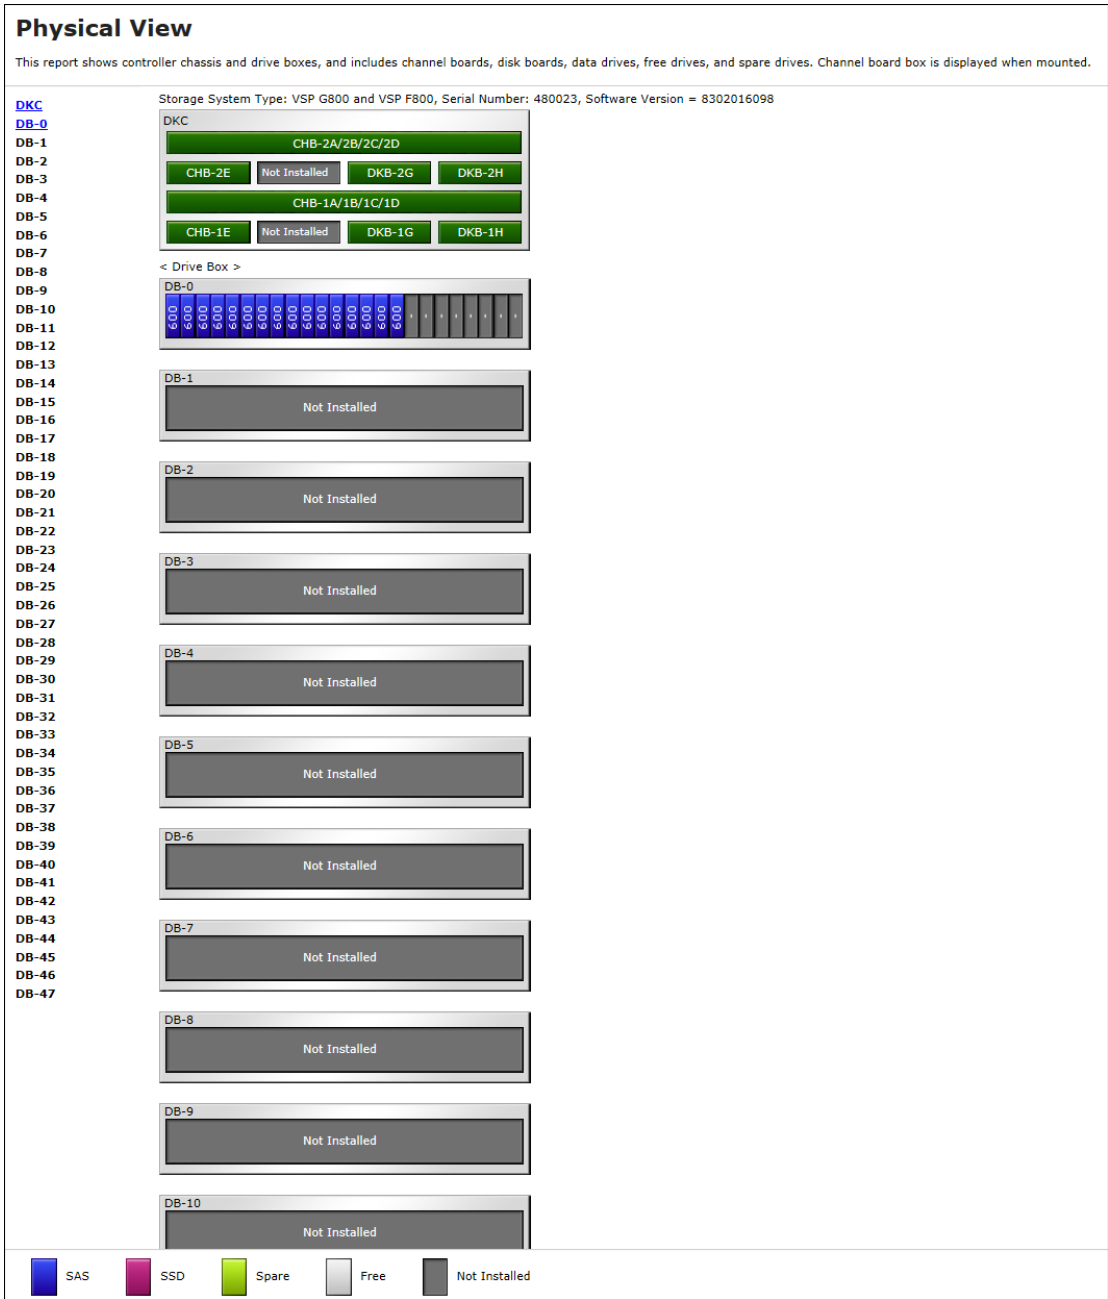 Physical View
This report shows controller chassis and drive boxes, and includes channel boards, disk boards, data drives, free drives, and spare drives. Channel board box is displayed when mounted.
DKC
DB-0
DB-1
DB-2
DB-3
DB-4
DB-5
DB-6
DB-7
DB-8
DB-9
DB-10
DB-11
DB-12
DB-13
DB-14
DB-15
DB-16
DB-17
DB-18
DB-19
DB-20
DB-21
DB-22
DB-23
DB-24
DB-25
DB-26
DB-27
DB-28
DB-29
DB-30
DB-31
DB-32
DB-33
DB-34
DB-35
DB-36
DB-37
DB-38
DB-39
DB-40
DB-41
DB-42
DB-43
DB-44
DB-45
DB-46
DB-47
Storage System Type: VSP G800 and VSP F800, Serial Number: 480023, Software Version = 8302016098
DKC
CHB-2A/2B/2C/2D
CHB-2E Not Installed DKB-2G DKB-2H
CHB-1A/1B/1C/1D
CHB-1E Not Installed DKB-1G DKB-1H
< Drive Box >
DB-0
600 600 600 600 600 600 600 600 600 600 600 600 600 600 600 600 - - - - - - - -
DB-1
Not Installed
DB-2
Not Installed
DB-3
Not Installed
DB-4
Not Installed
DB-5
Not Installed
DB-6
Not Installed
DB-7
Not Installed
DB-8
Not Installed
DB-9
Not Installed
DB-10
Not Installed
SAS SSD Spare Free Not Installed